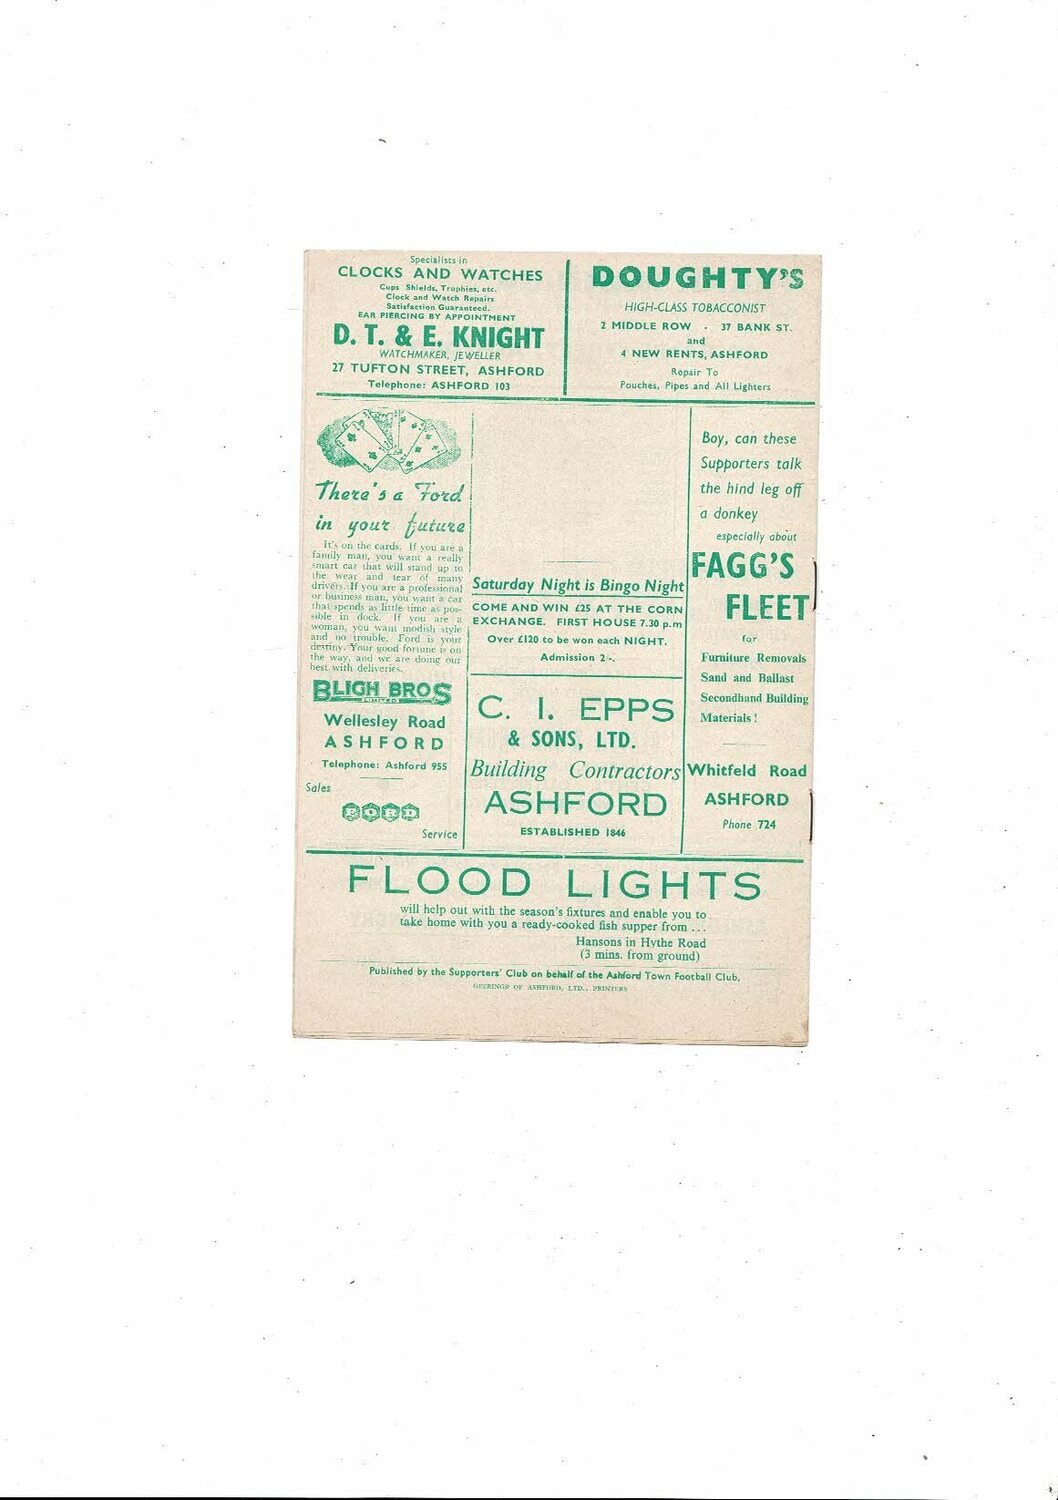 Specialists in
CLOCKS AND WATCHES
Cups Shields, Trophies, etc.
Clock and Watch Repairs
Satisfaction Guaranteed.
EAR PIERCING BY APPOINTMENT
D. T. & E. KNIGHT
WATCHMAKER, JEWELLER
27 TUFTON STREET, ASHFORD
Telephone: ASHFORD 103
DOUGHTY'S
HIGH-CLASS TOBACCONIST
2 MIDDLE ROW - 37 BANK ST.
and
4 NEW RENTS, ASHFORD
Repair To
Pouches, Pipes and All Lighters
There's a Ford
in your future
It's on the cards. If you are a
family man, you want a really
smart car that will stand up to
the wear and tear of many
drivers. If you are a professional
or business man, you want a car
that spends as little time as pos-
sible in dock. If you are a
woman, you want modish style
and no trouble. Ford is your
destiny. Your good fortune is on
the way, and we are doing our
best with deliveries.
BLIGH BROS
LIMITED
Wellesley Road
ASHFORD
Telephone: Ashford 955
Sales
FORD
Service
Saturday Night is Bingo Night
COME AND WIN £25 AT THE CORN
EXCHANGE. FIRST HOUSE 7.30 p.m
Over £120 to be won each NIGHT.
Admission 2 -.
C. I. EPPS
& SONS, LTD.
Building Contractors
ASHFORD
ESTABLISHED 1846
Boy, can these
Supporters talk
the hind leg off
a donkey
especially about
FAGG'S
FLEET
for
Furniture Removals
Sand and Ballast
Secondhand Building
Materials!
Whitfeld Road
ASHFORD
Phone 724
FLOOD LIGHTS
will help out with the season's fixtures and enable you to
take home with you a ready-cooked fish supper from ...
Hansons in Hythe Road
(3 mins. from ground)
Published by the Supporters' Club on behalf of the Ashford Town Football Club.
GEERINGS OF ASHFORD, LTD., PRINTERS